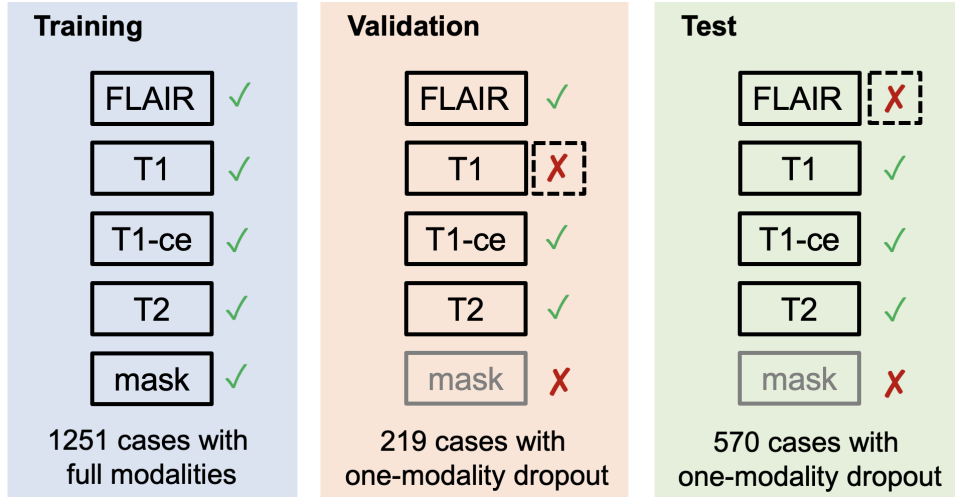 Training
FLAIR ✓
T1 ✓
T1-ce ✓
T2 ✓
mask ✓
1251 cases with
full modalities
Validation
FLAIR ✓
T1 ✗
T1-ce ✓
T2 ✓
mask ✗
219 cases with
one-modality dropout
Test
FLAIR ✗
T1 ✓
T1-ce ✓
T2 ✓
mask ✗
570 cases with
one-modality dropout